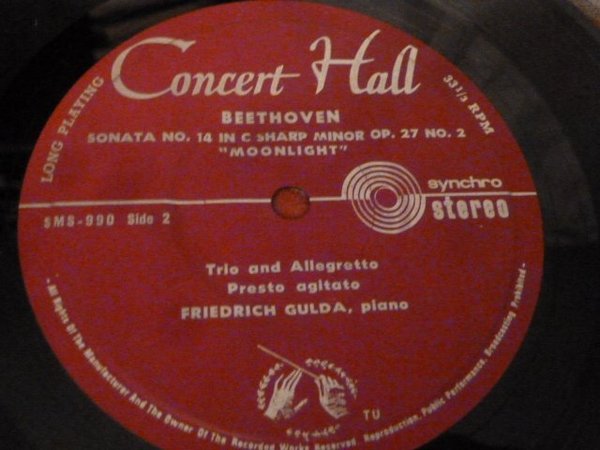 Concert Hall
LONG PLAYING
33 1/3 RPM
BEETHOVEN
SONATA NO. 14 IN C SHARP MINOR OP. 27 NO. 2
"MOONLIGHT"
synchro
stereo
SMS-990 Side 2
Trio and Allegretto
Presto agitato
FRIEDRICH GULDA, piano
TU
- All Rights Of The Manufacturer And The Owner Of The Recorded Works Reserved. Reproduction, Public Performance, Broadcasting Prohibited -